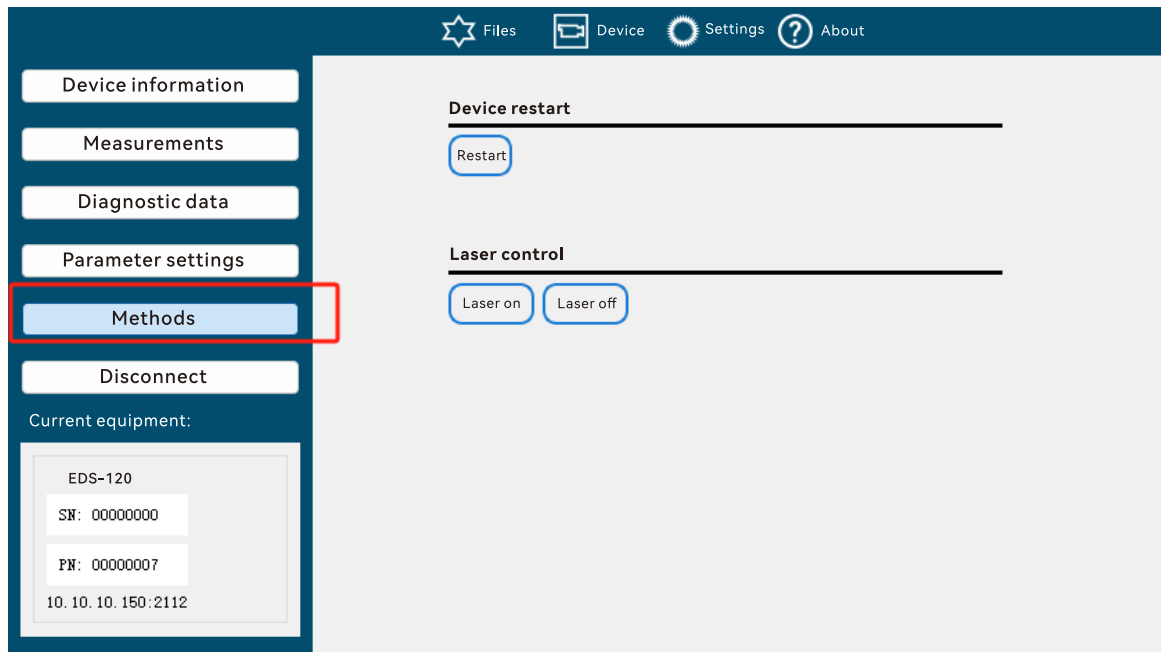 Files Device Settings ? About
Device information
Measurements
Diagnostic data
Parameter settings
Methods
Disconnect
Current equipment:
EDS-120
SN: 00000000
PN: 00000007
10.10.10.150:2112
Device restart
Restart
Laser control
Laser on Laser off